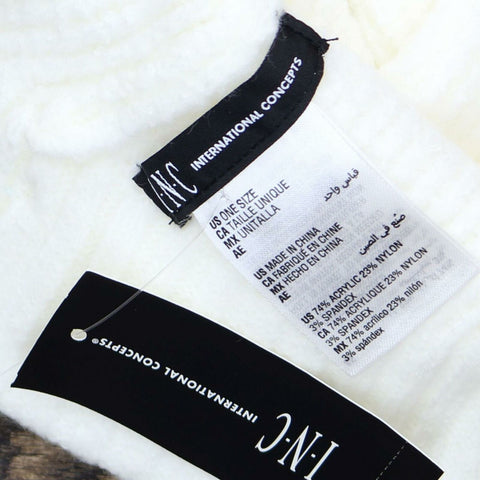 I·N·C INTERNATIONAL CONCEPTS
US ONE SIZE
CA TAILLE UNIQUE
MX UNITALLA
AE قياس واحد
US MADE IN CHINA
CA FABRIQUÉ EN CHINE
MX HECHO EN CHINA
AE صنع في الصين
US 74% ACRYLIC 23% NYLON
3% SPANDEX
CA 74% ACRYLIQUE 23% NYLON
3% SPANDEX
MX 74% acrílico 23% nilón
3% spandex
I·N·C
INTERNATIONAL CONCEPTS®